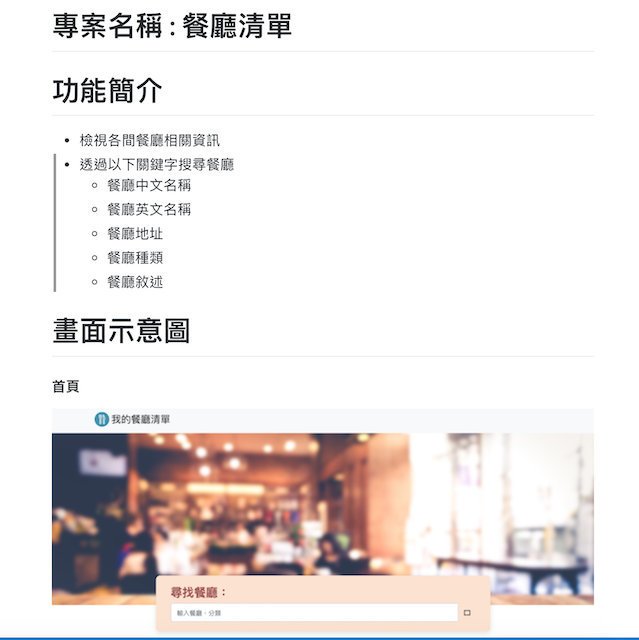 專案名稱 : 餐廳清單
功能簡介
檢視各間餐廳相關資訊
透過以下關鍵字搜尋餐廳
餐廳中文名稱
餐廳英文名稱
餐廳地址
餐廳種類
餐廳敘述
畫面示意圖
首頁
我的餐廳清單
尋找餐廳：
輸入餐廳、分類